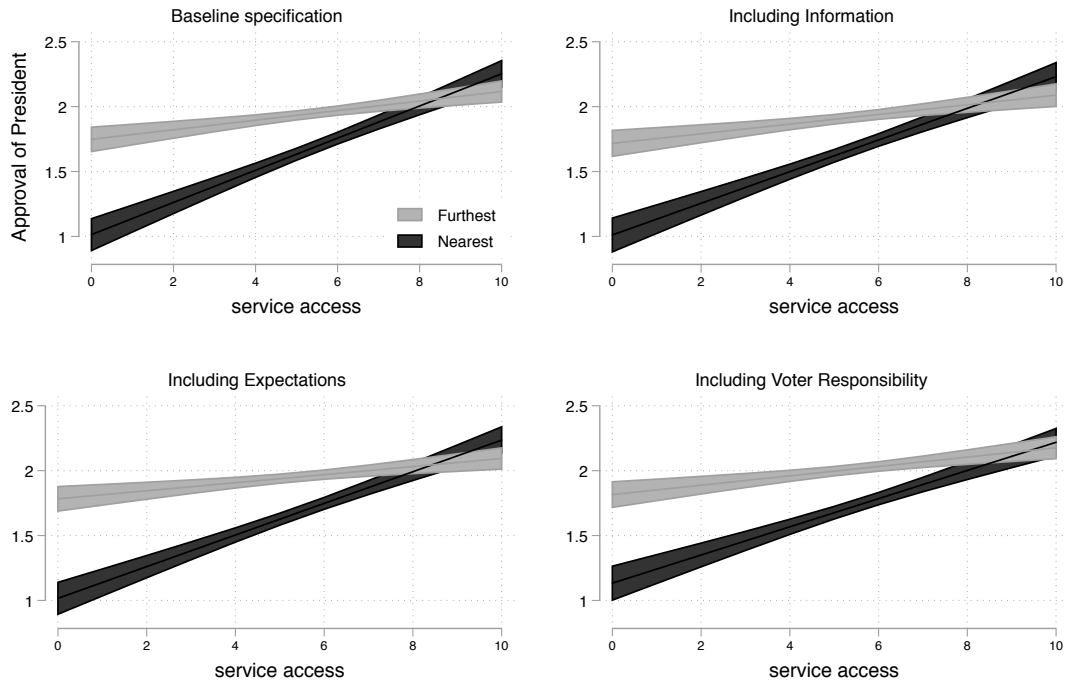 Baseline specification
Approval of President
2.5
2
1.5
1
Furthest
Nearest
0 2 4 6 8 10
service access
Including Information
2.5
2
1.5
1
0 2 4 6 8 10
service access
Including Expectations
2.5
2
1.5
1
0 2 4 6 8 10
service access
Including Voter Responsibility
2.5
2
1.5
1
0 2 4 6 8 10
service access